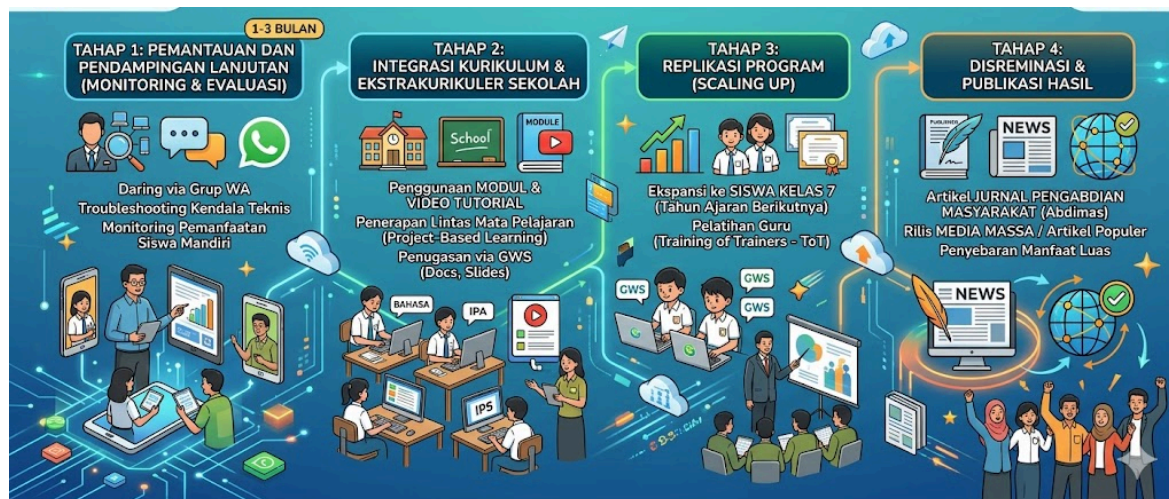 1-3 BULAN
TAHAP 1: PEMANTAUAN DAN
PENDAMPINGAN LANJUTAN
(MONITORING & EVALUASI)
Daring via Grup WA
Troubleshooting Kendala Teknis
Monitoring Pemanfaatan
Siswa Mandiri
TAHAP 2:
INTEGRASI KURIKULUM &
EKSTRAKURIKULER SEKOLAH
School
MODULE
Penggunaan MODUL &
VIDEO TUTORIAL
Penerapan Lintas Mata Pelajaran
(Project-Based Learning)
Penugasan via GWS
(Docs, Slides)
BAHASA
IPA
IPS
TAHAP 3:
REPLIKASI PROGRAM
(SCALING UP)
Ekspansi ke SISWA KELAS 7
(Tahun Ajaran Berikutnya)
Pelatihan Guru
(Training of Trainers - ToT)
GWS
GWS
GWS
TAHAP 4:
DISREMINASI &
PUBLIKASI HASIL
NEWS
Artikel JURNAL PENGABDIAN
MASYARAKAT (Abdimas)
Rilis MEDIA MASSA / Artikel Populer
Penyebaran Manfaat Luas
NEWS